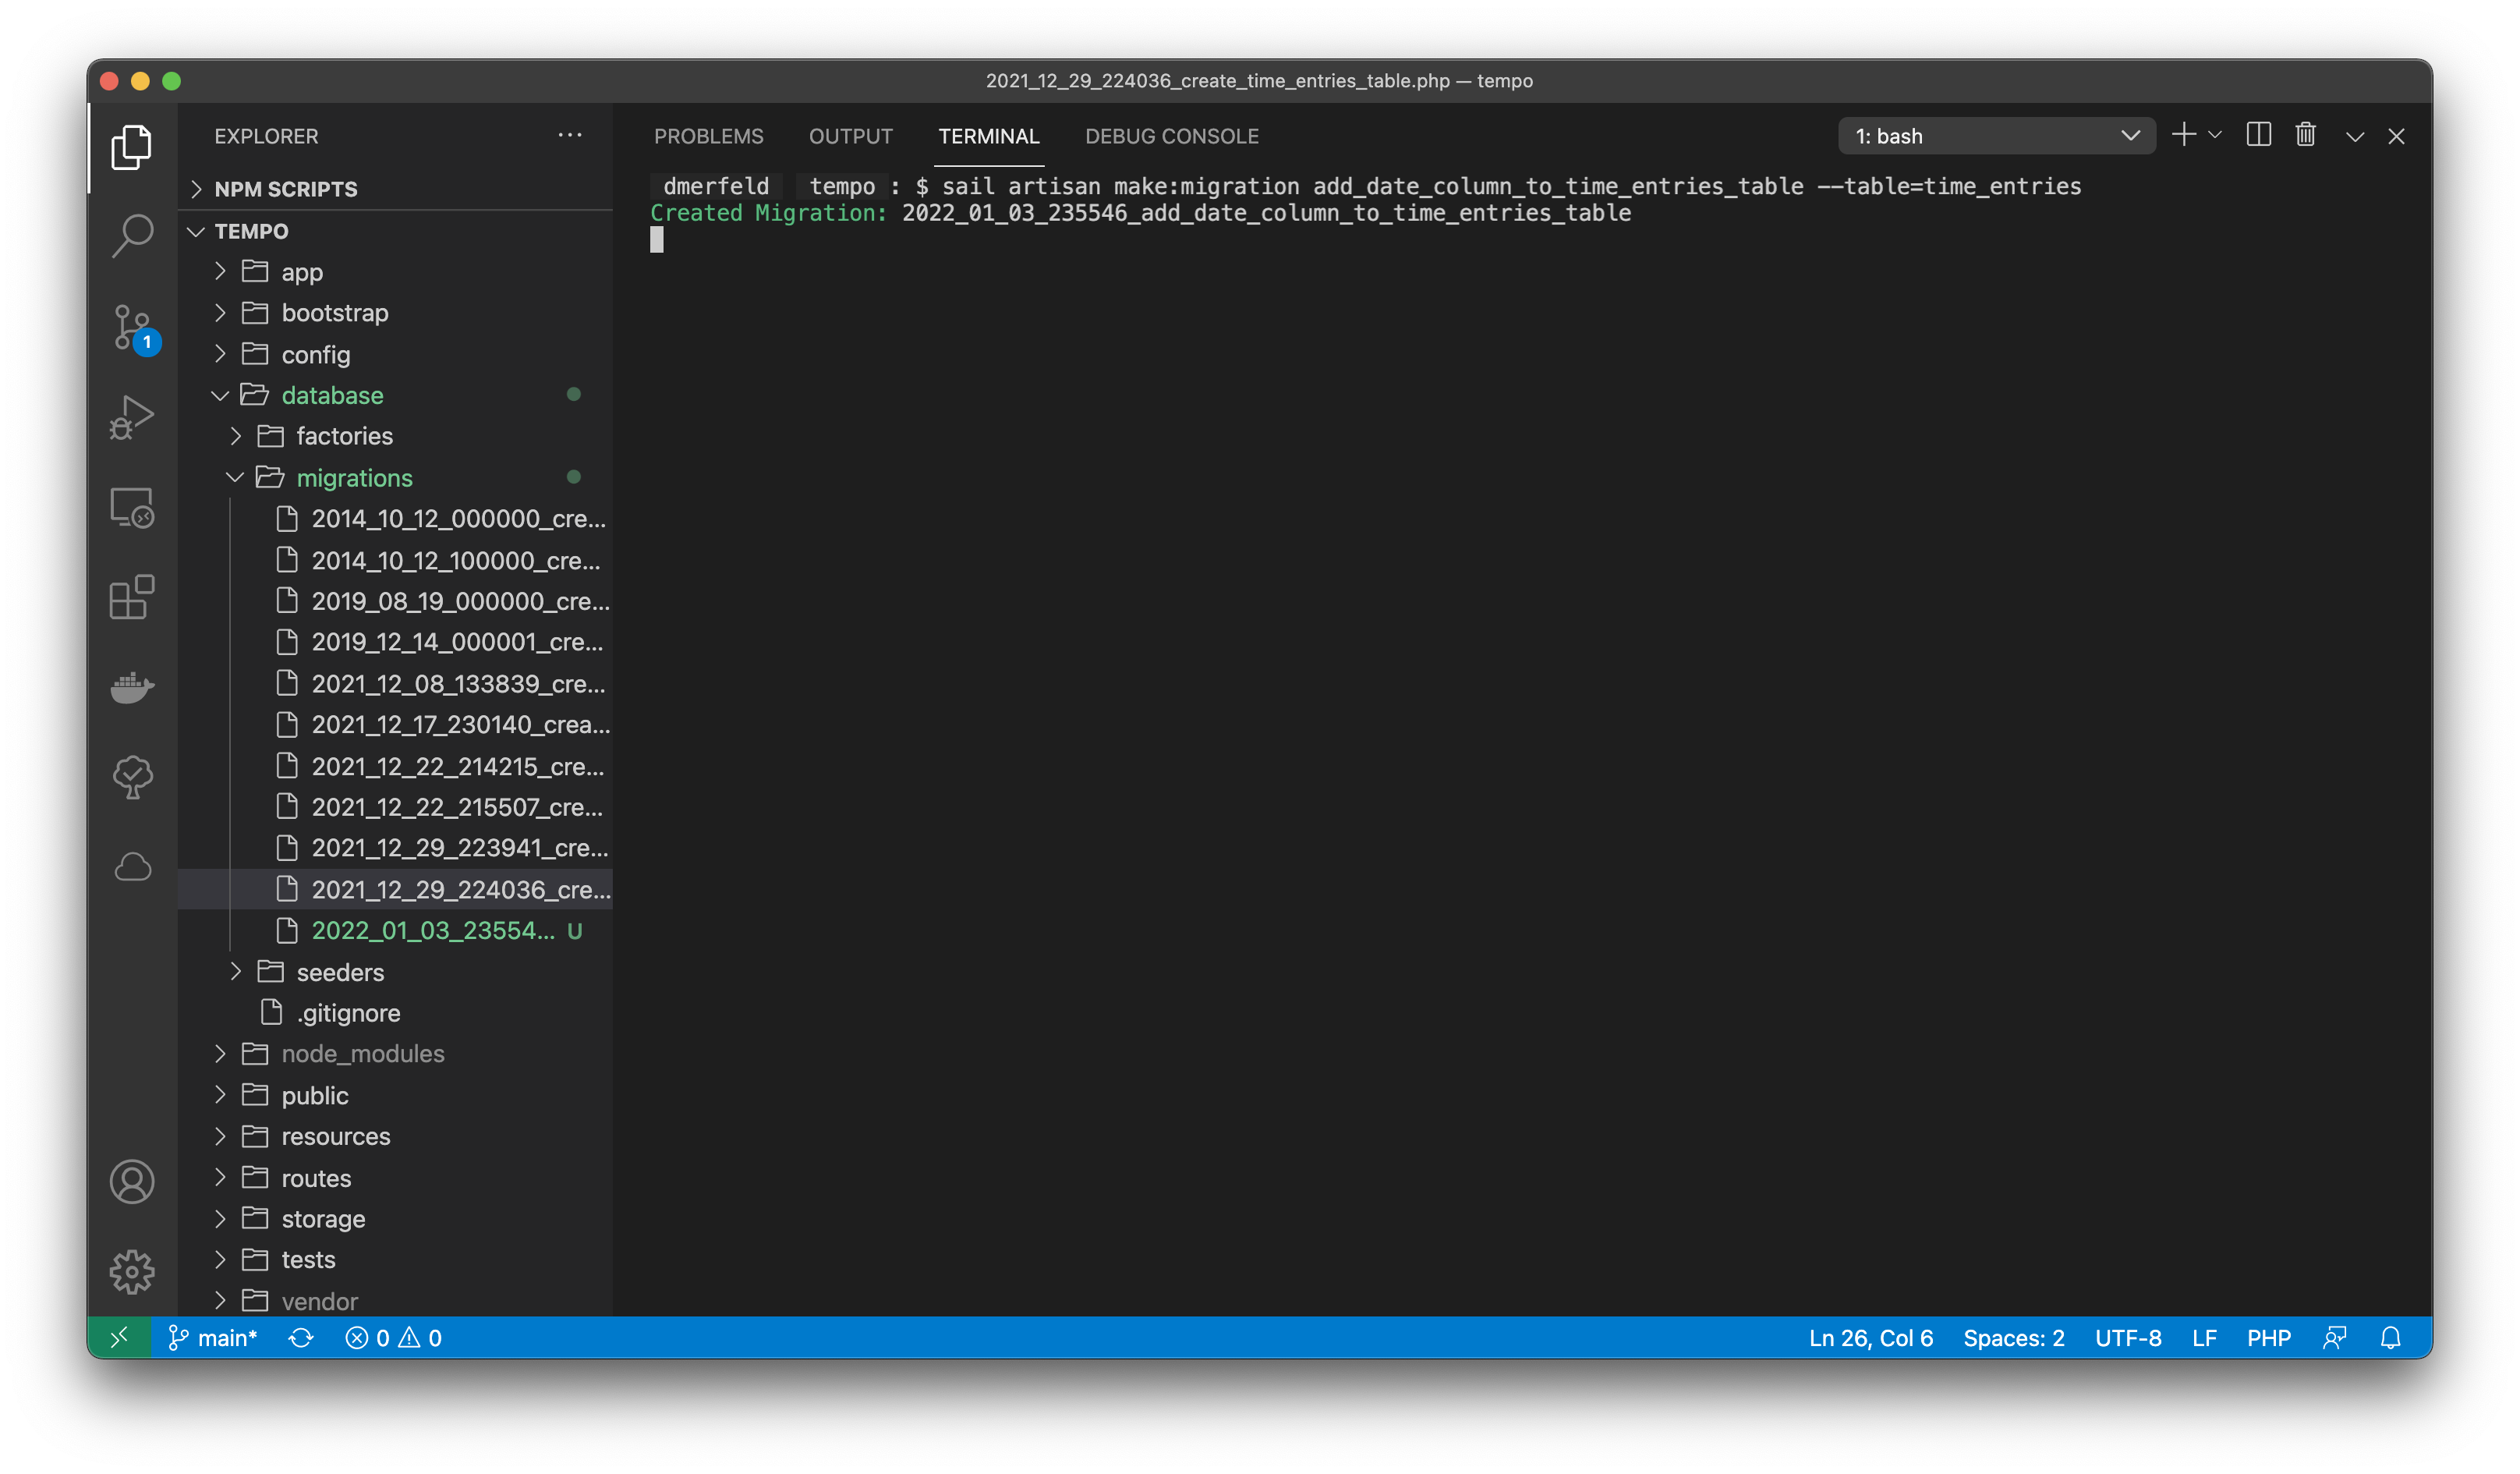 2021_12_29_224036_create_time_entries_table.php — tempo
EXPLORER
NPM SCRIPTS
TEMPO
app
bootstrap
config
database
factories
migrations
2014_10_12_000000_cre...
2014_10_12_100000_cre...
2019_08_19_000000_cre...
2019_12_14_000001_cre...
2021_12_08_133839_cre...
2021_12_17_230140_crea...
2021_12_22_214215_cre...
2021_12_22_215507_cre...
2021_12_29_223941_cre...
2021_12_29_224036_cre...
2022_01_03_23554... U
seeders
.gitignore
node_modules
public
resources
routes
storage
tests
vendor
1
PROBLEMS OUTPUT TERMINAL DEBUG CONSOLE 1: bash
dmerfeld tempo : $ sail artisan make:migration add_date_column_to_time_entries_table --table=time_entries
Created Migration: 2022_01_03_235546_add_date_column_to_time_entries_table
main* 0 0 Ln 26, Col 6 Spaces: 2 UTF-8 LF PHP